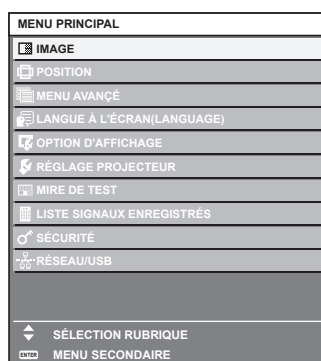 MENU PRINCIPAL
IMAGE
POSITION
MENU AVANÇÉ
LANGUE À L'ÉCRAN(LANGUAGE)
OPTION D'AFFICHAGE
RÉGLAGE PROJECTEUR
MIRE DE TEST
LISTE SIGNAUX ENREGISTRÉS
SÉCURITÉ
RÉSEAU/USB
SÉLECTION RUBRIQUE
ENTER MENU SECONDAIRE